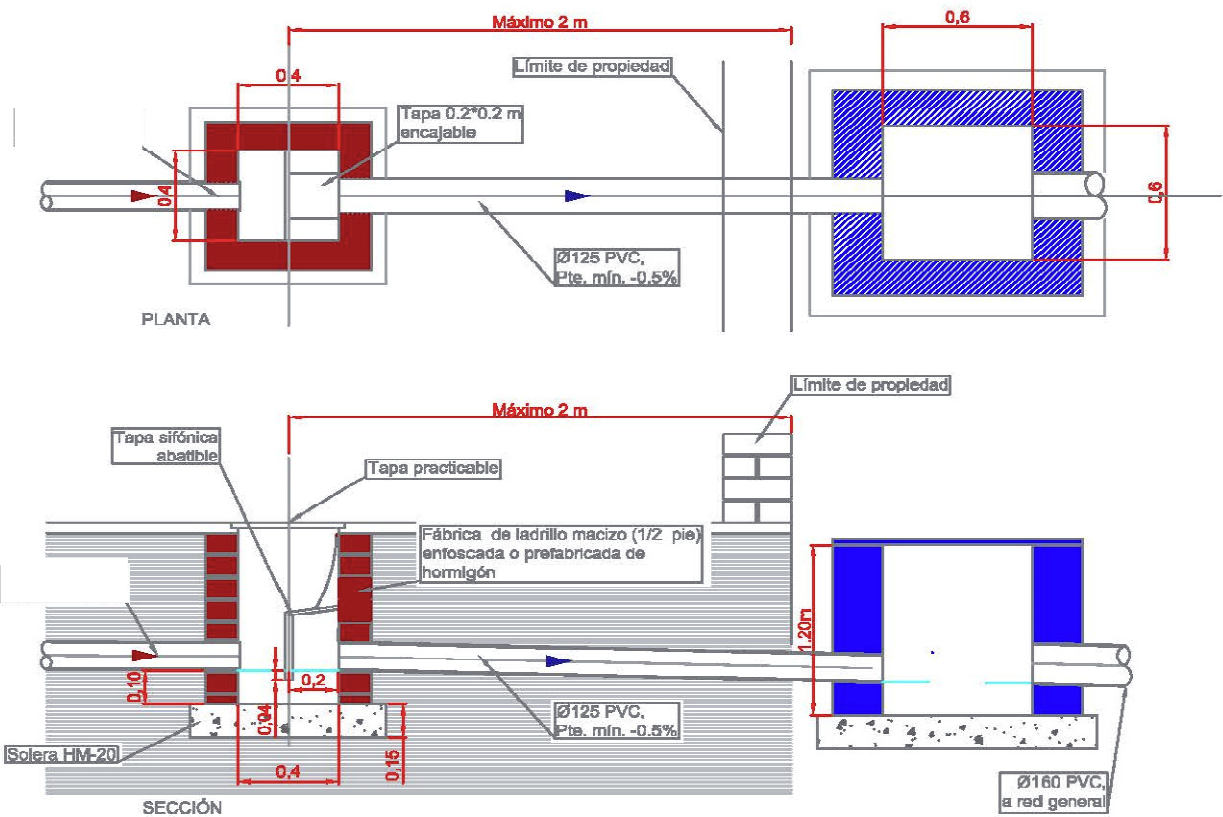 Máximo 2 m
0,6
Límite de propiedad
0,4
Tapa 0.2*0.2 m
encajable
0,4
0,6
Ø125 PVC,
Pte. mín. -0.5%
PLANTA
Límite de propiedad
Máximo 2 m
Tapa sifónica
abatible
Tapa practicable
Fábrica de ladrillo macizo (1/2 pie)
enfoscada o prefabricada de
hormigón
1.20m
0,10
0,2
0,04
Ø125 PVC,
Pte. mín. -0.5%
Solera HM-20
0,4
0,15
Ø160 PVC,
a red general
SECCIÓN